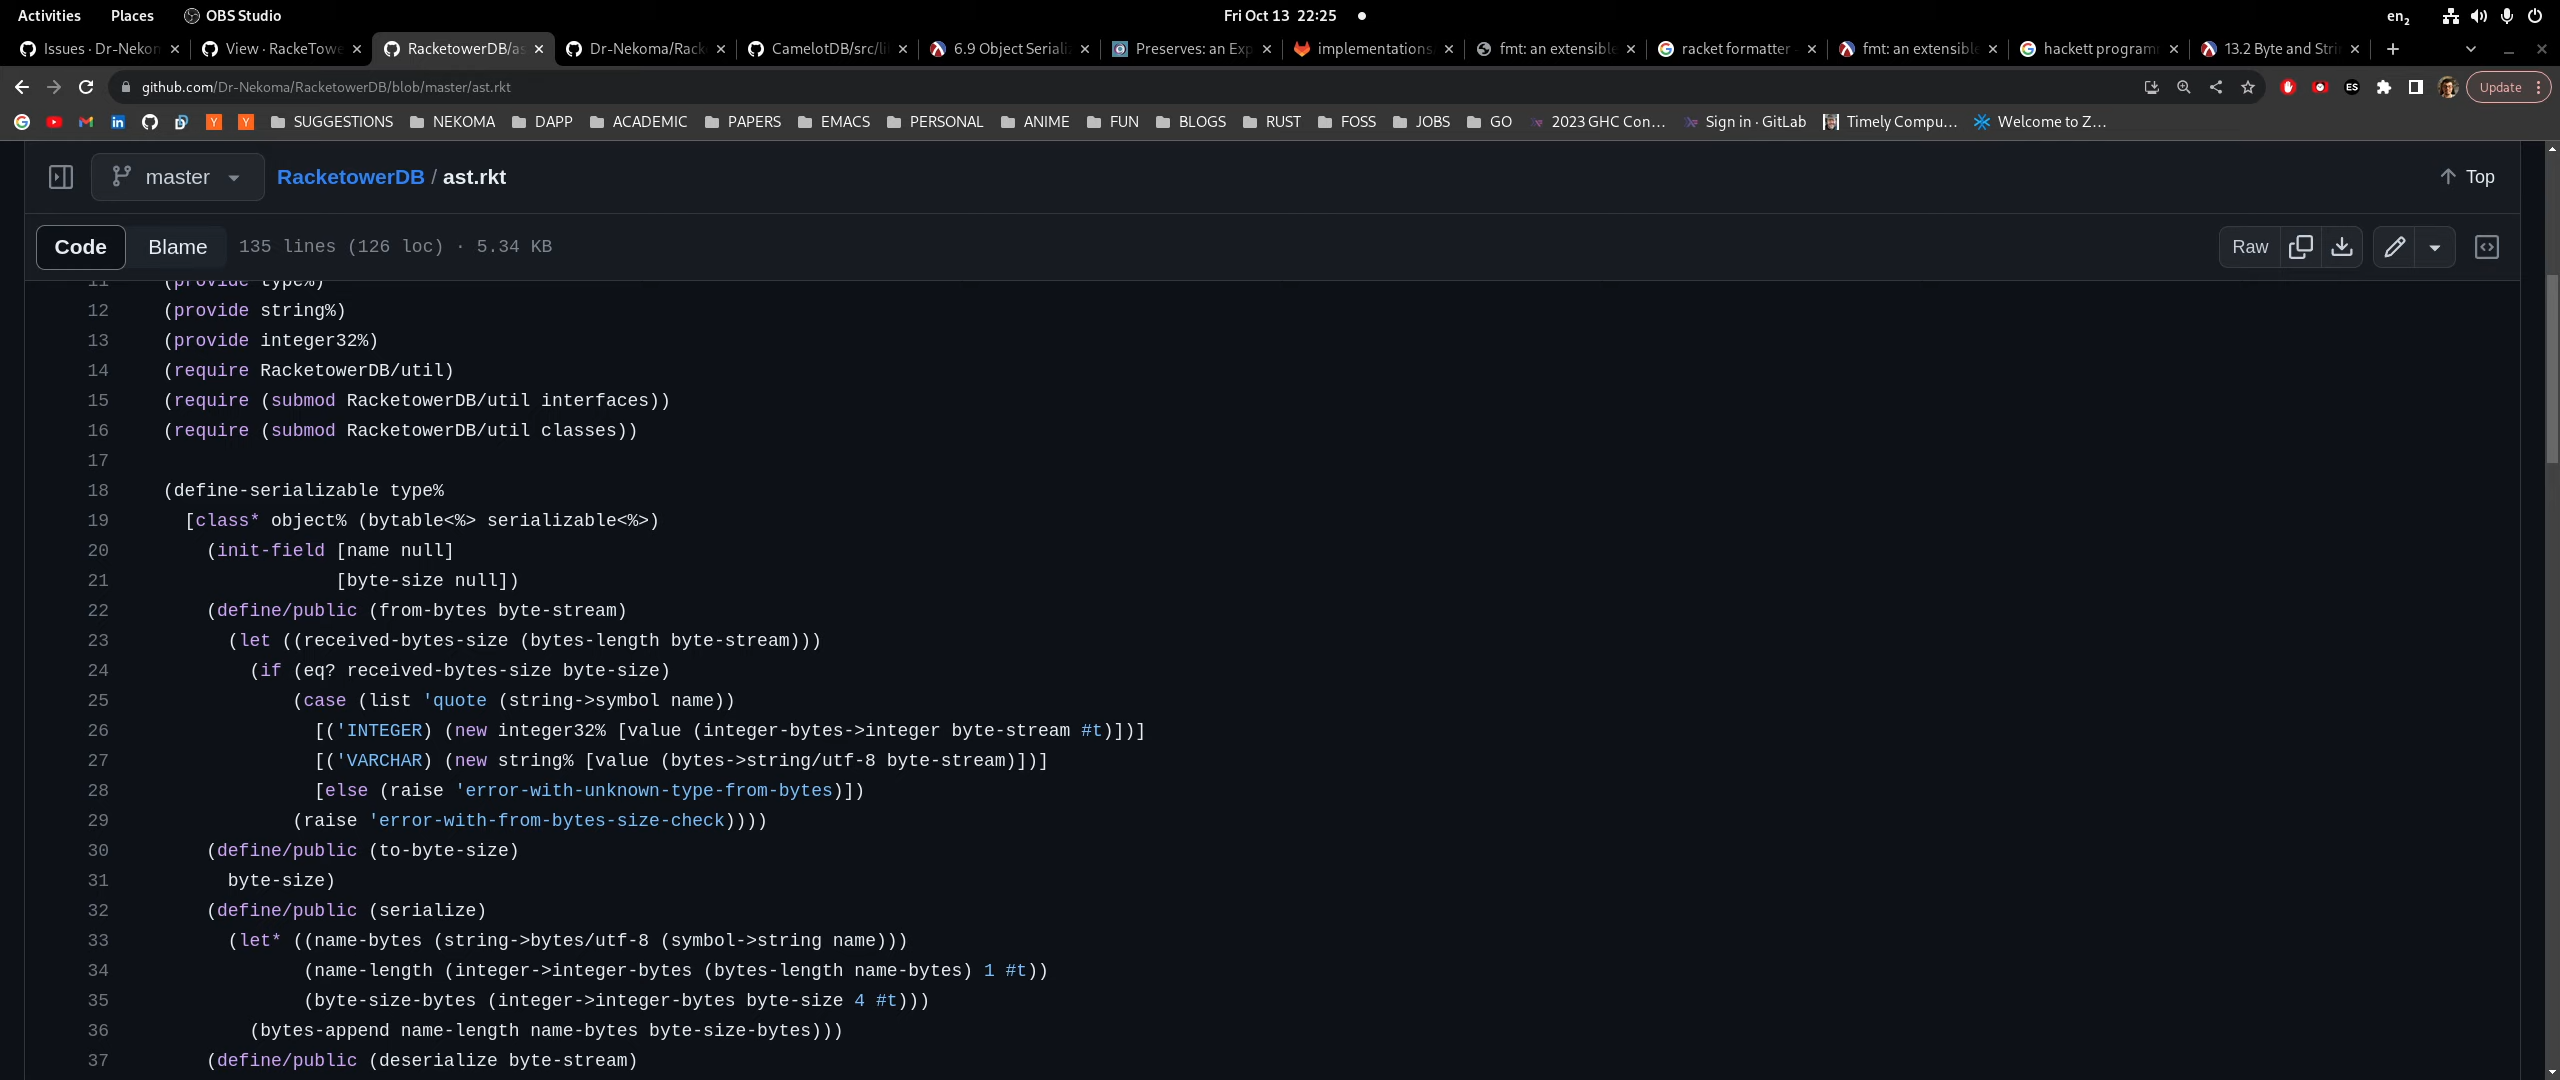 Activities Places OBS Studio Fri Oct 13 22:25 en2
Issues · Dr-Nekom View · RackeTowe RacketowerDB/as Dr-Nekoma/Rack CamelotDB/src/li 6.9 Object Serializ Preserves: an Exp implementations fmt: an extensible racket formatter - fmt: an extensible hackett program 13.2 Byte and Stri
github.com/Dr-Nekoma/RacketowerDB/blob/master/ast.rkt Update
SUGGESTIONS NEKOMA DAPP ACADEMIC PAPERS EMACS PERSONAL ANIME FUN BLOGS RUST FOSS JOBS GO 2023 GHC Con... Sign in · GitLab Timely Compu... Welcome to Z...
master RacketowerDB / ast.rkt Top
Code Blame 135 lines (126 loc) · 5.34 KB Raw
11 (provide type%)
12 (provide string%)
13 (provide integer32%)
14 (require RacketowerDB/util)
15 (require (submod RacketowerDB/util interfaces))
16 (require (submod RacketowerDB/util classes))
17
18 (define-serializable type%
19 [class* object% (bytable<%> serializable<%>)
20 (init-field [name null]
21 [byte-size null])
22 (define/public (from-bytes byte-stream)
23 (let ((received-bytes-size (bytes-length byte-stream)))
24 (if (eq? received-bytes-size byte-size)
25 (case (list 'quote (string->symbol name))
26 [('INTEGER) (new integer32% [value (integer-bytes->integer byte-stream #t)])]
27 [('VARCHAR) (new string% [value (bytes->string/utf-8 byte-stream)])]
28 [else (raise 'error-with-unknown-type-from-bytes)])
29 (raise 'error-with-from-bytes-size-check))))
30 (define/public (to-byte-size)
31 byte-size)
32 (define/public (serialize)
33 (let* ((name-bytes (string->bytes/utf-8 (symbol->string name)))
34 (name-length (integer->integer-bytes (bytes-length name-bytes) 1 #t))
35 (byte-size-bytes (integer->integer-bytes byte-size 4 #t)))
36 (bytes-append name-length name-bytes byte-size-bytes)))
37 (define/public (deserialize byte-stream)